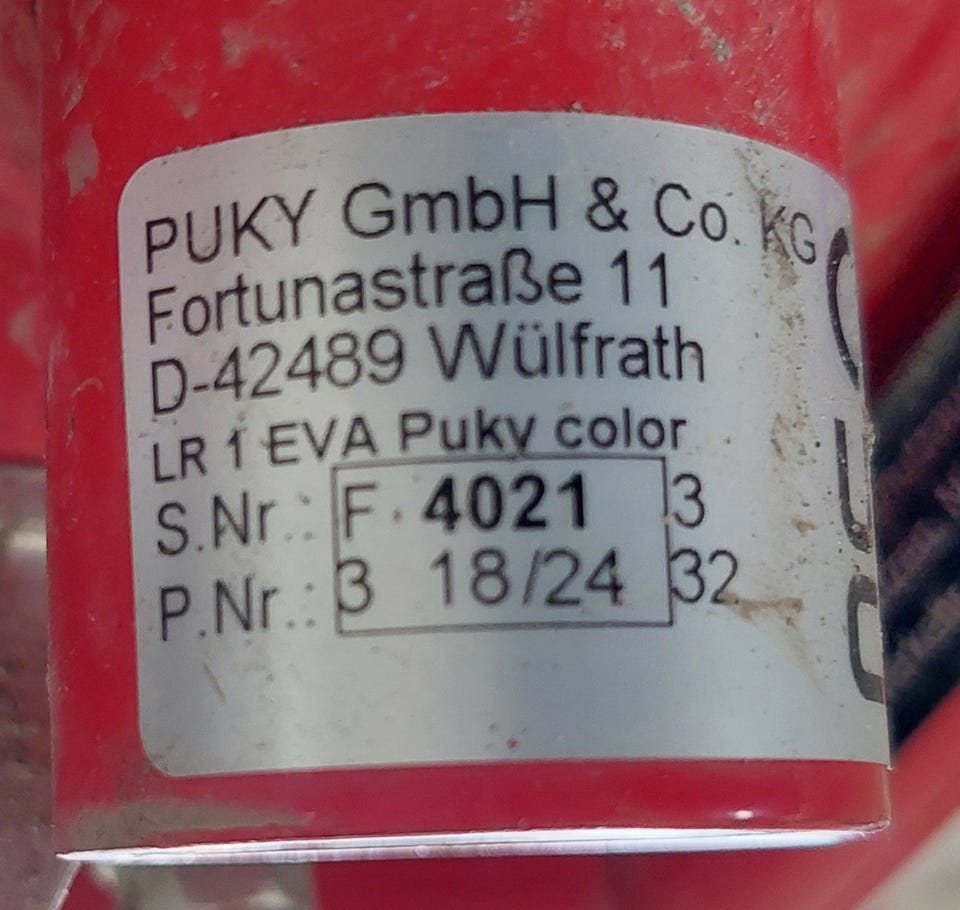 PUKY GmbH & Co. KG
Fortunastraße 11
D-42489 Wülfrath
LR 1 EVA Puky color
S.Nr.: F. 4021 3
P.Nr.: 3 18/24 32